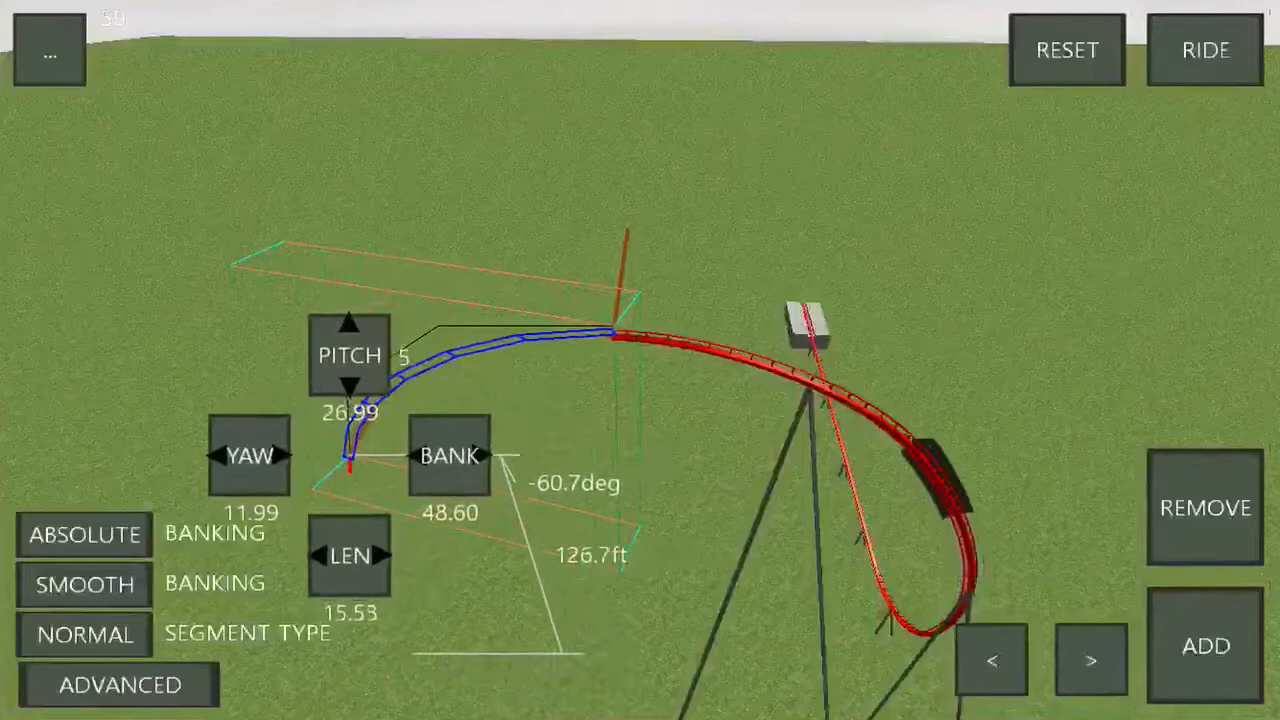 59
...
RESET
RIDE
PITCH
5
26.99
YAW
BANK
-60.7deg
11.99
48.60
ABSOLUTE BANKING
LEN
126.7ft
SMOOTH BANKING
15.53
NORMAL SEGMENT TYPE
ADVANCED
REMOVE
ADD
<
>